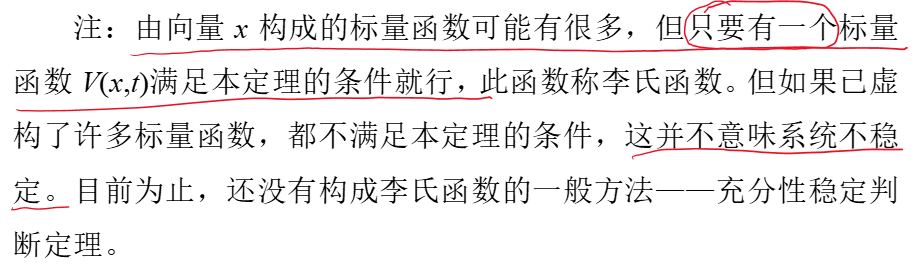 注：由向量 x 构成的标量函数可能有很多，但只要有一个标量
函数 V(x,t)满足本定理的条件就行，此函数称李氏函数。但如果已虚
构了许多标量函数，都不满足本定理的条件，这并不意味系统不稳
定。目前为止，还没有构成李氏函数的一般方法——充分性稳定判
断定理。